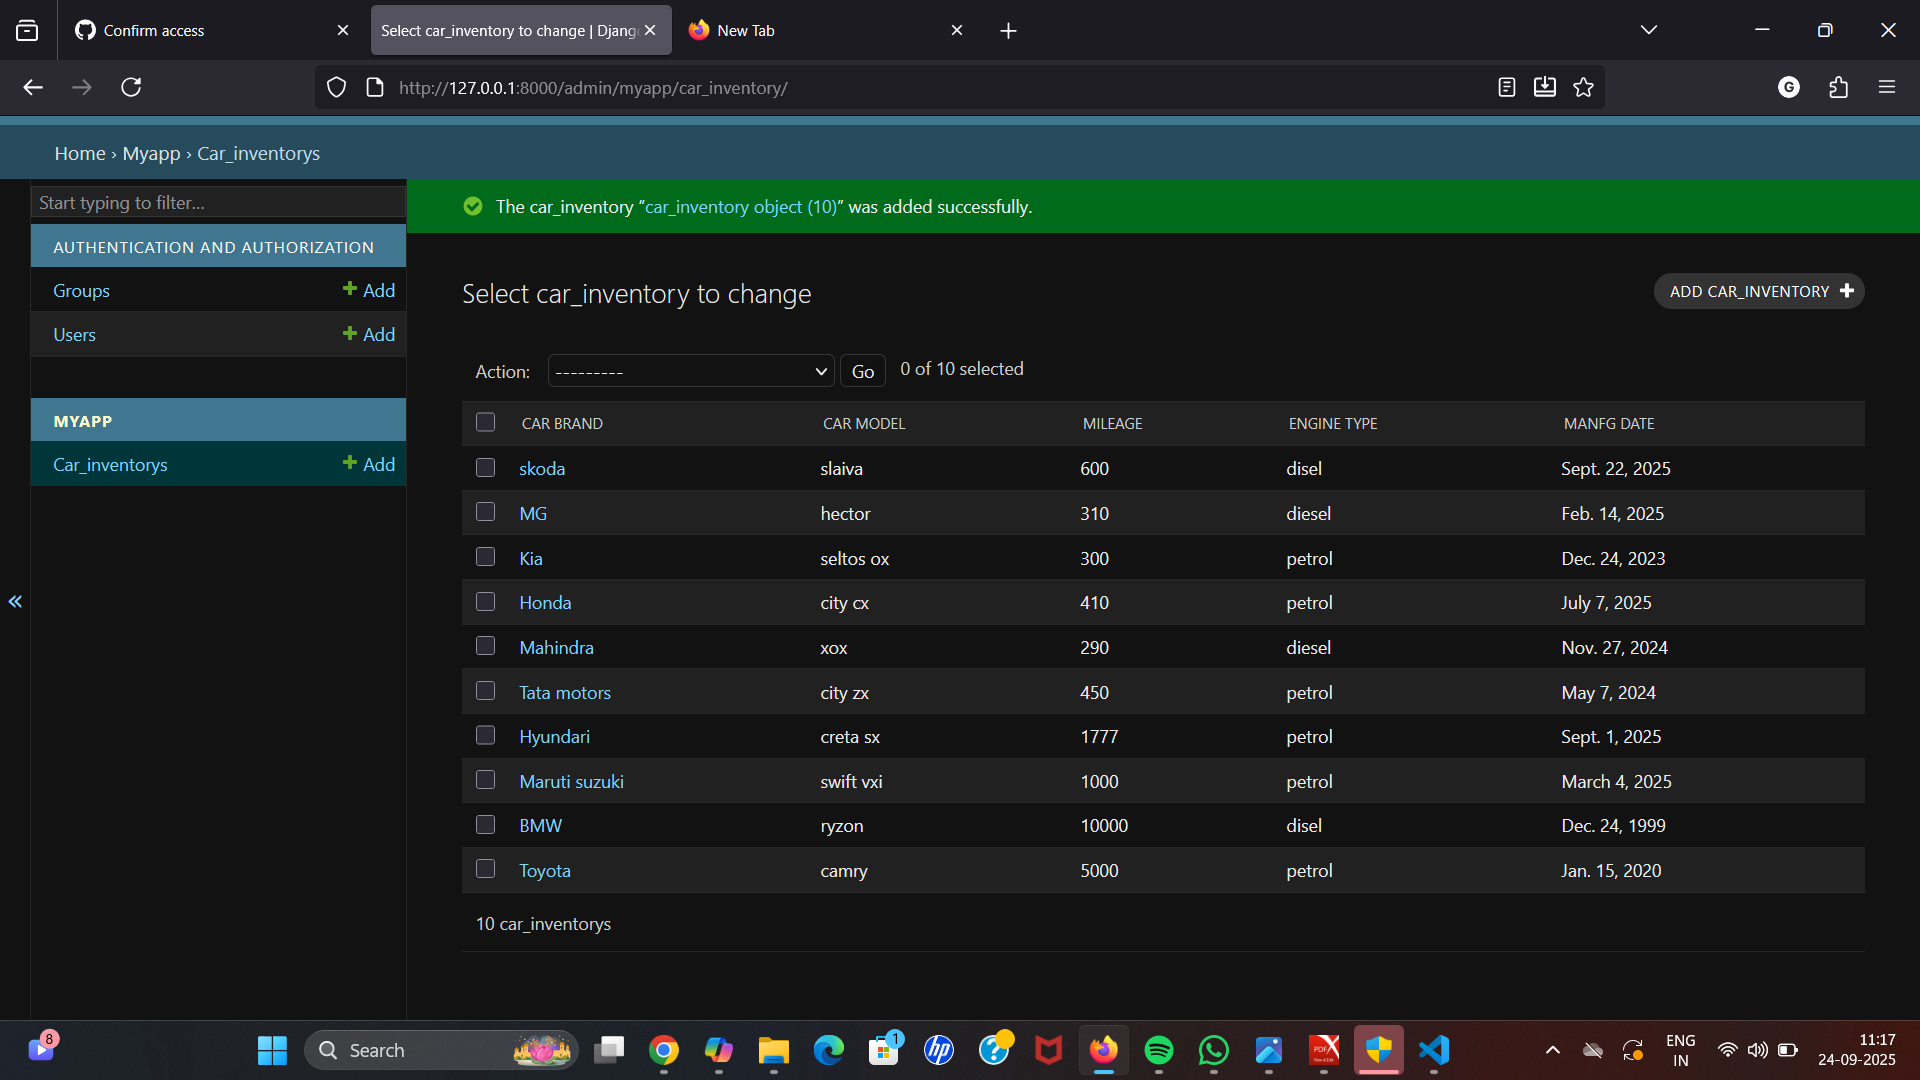 Confirm access
Select car_inventory to change | Djang
New Tab
http://127.0.0.1:8000/admin/myapp/car_inventory/
G
Home › Myapp › Car_inventorys
Start typing to filter...
AUTHENTICATION AND AUTHORIZATION
Groups Add
Users Add
MYAPP
Car_inventorys Add
«
The car_inventory “car_inventory object (10)” was added successfully.
Select car_inventory to change
ADD CAR_INVENTORY
Action: --------- Go 0 of 10 selected
CAR BRAND CAR MODEL MILEAGE ENGINE TYPE MANFG DATE
skoda slaiva 600 disel Sept. 22, 2025
MG hector 310 diesel Feb. 14, 2025
Kia seltos ox 300 petrol Dec. 24, 2023
Honda city cx 410 petrol July 7, 2025
Mahindra xox 290 diesel Nov. 27, 2024
Tata motors city zx 450 petrol May 7, 2024
Hyundari creta sx 1777 petrol Sept. 1, 2025
Maruti suzuki swift vxi 1000 petrol March 4, 2025
BMW ryzon 10000 disel Dec. 24, 1999
Toyota camry 5000 petrol Jan. 15, 2020
10 car_inventorys
8
Search
1
hp
?
PDFX
ENG
IN
11:17
24-09-2025